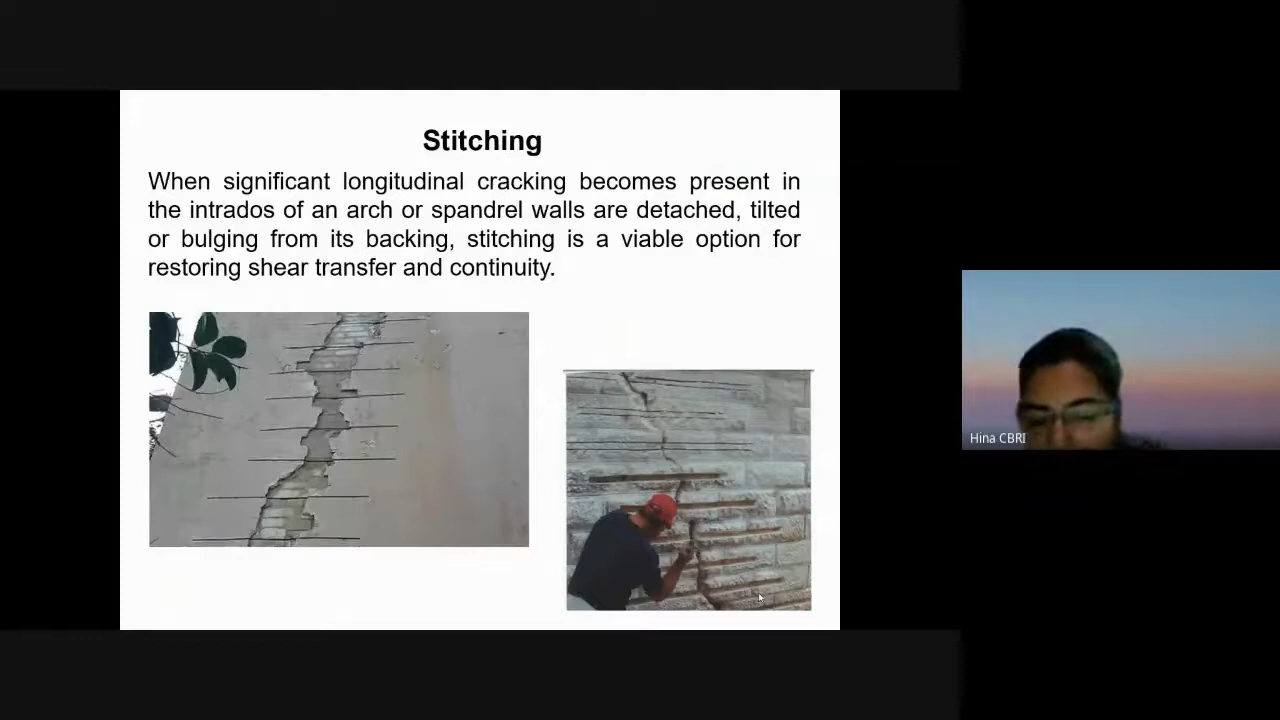 Stitching
When significant longitudinal cracking becomes present in
the intrados of an arch or spandrel walls are detached, tilted
or bulging from its backing, stitching is a viable option for
restoring shear transfer and continuity.
Hina CBRI